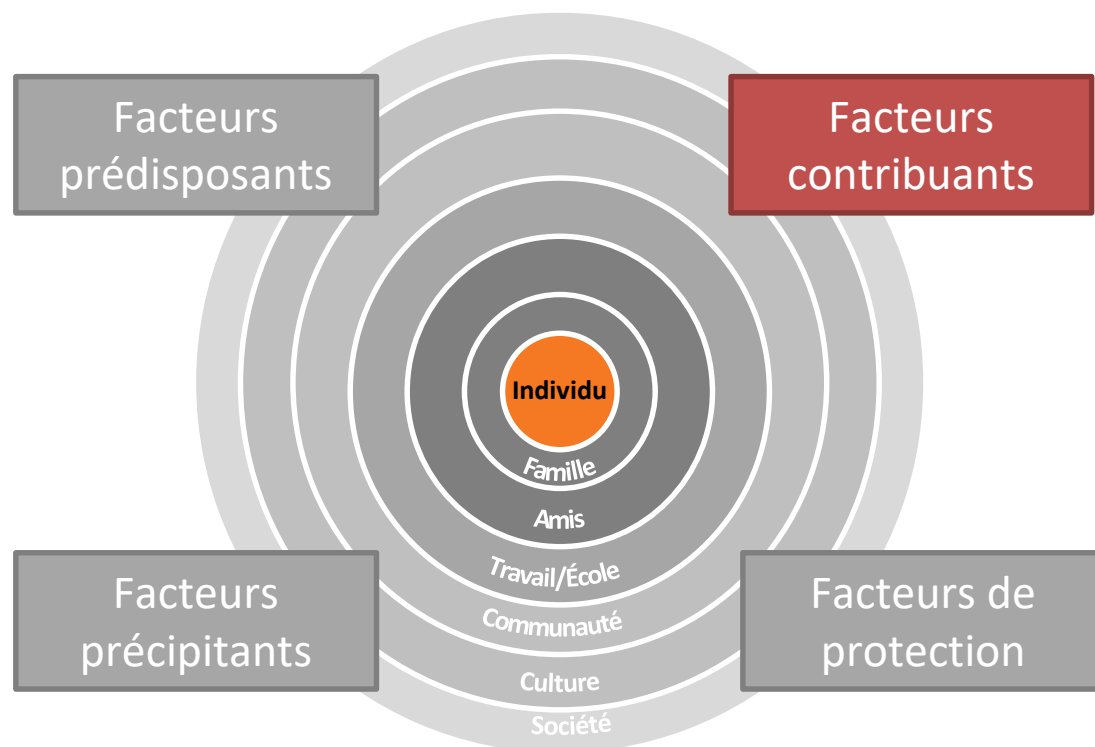 Facteurs
prédisposants
Facteurs
contribuants
Individu
Famille
Amis
Travail/École
Communauté
Culture
Société
Facteurs
précipitants
Facteurs de
protection